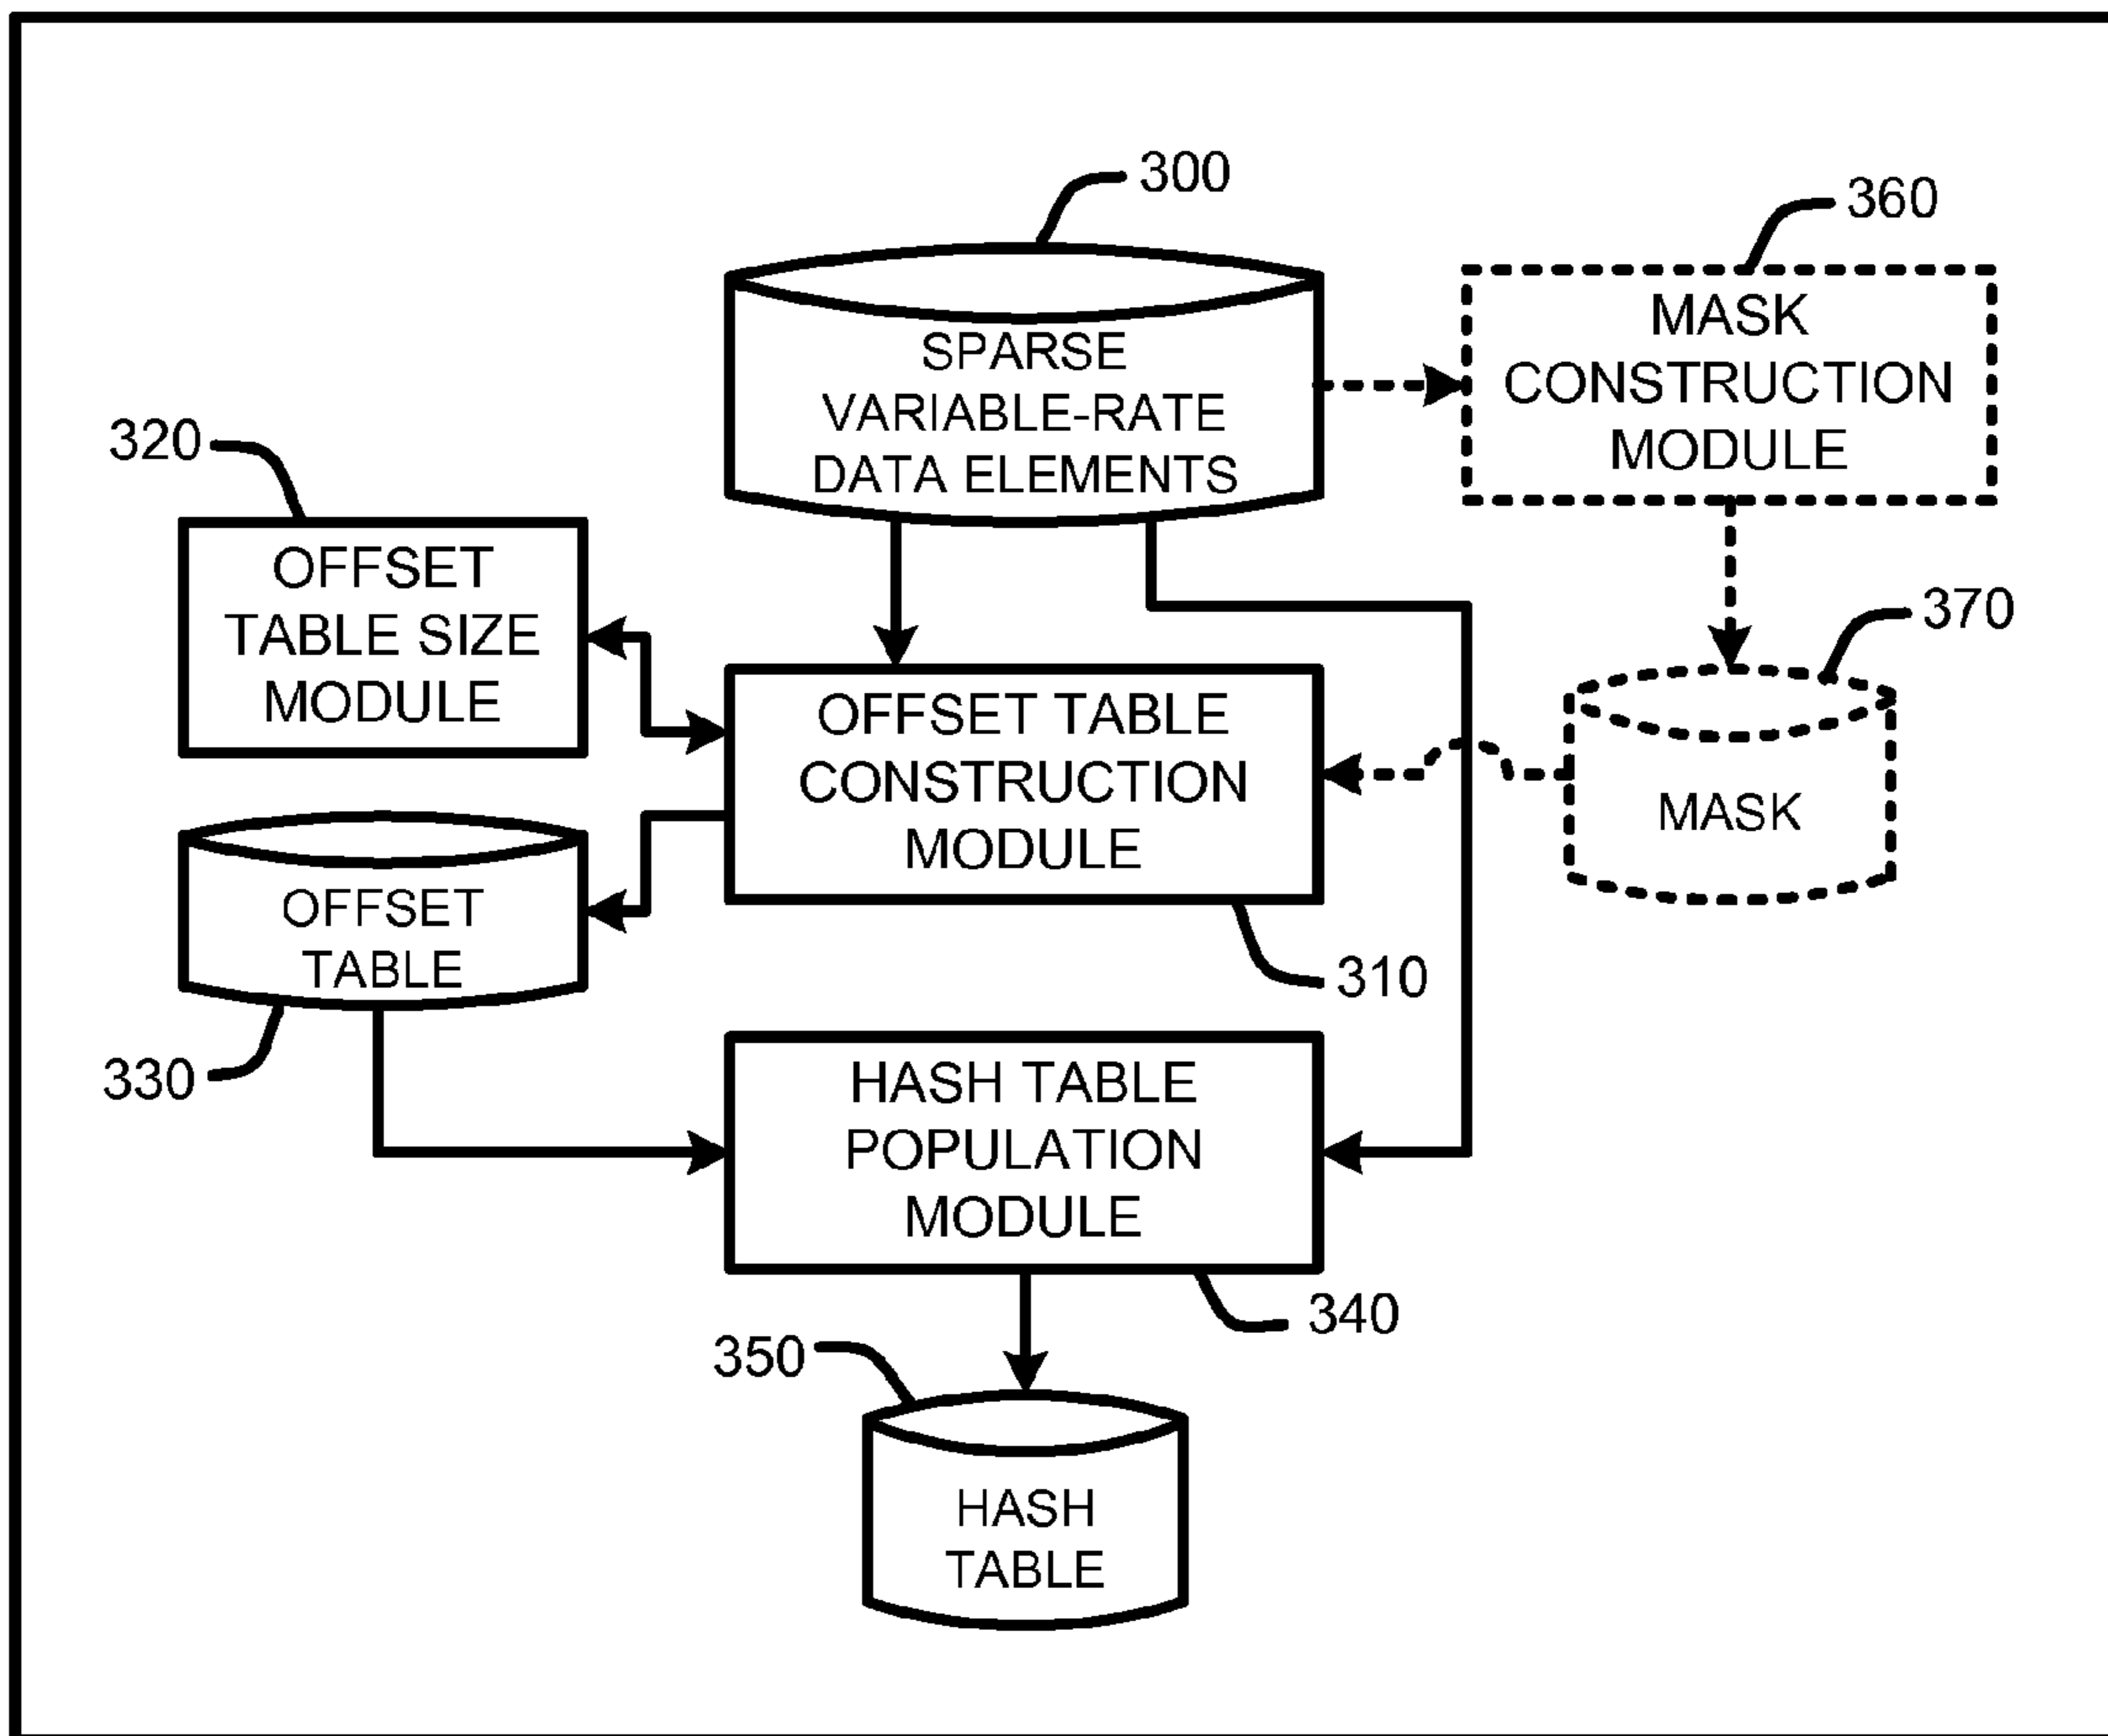 300
360
SPARSE
VARIABLE-RATE
DATA ELEMENTS
MASK
CONSTRUCTION
MODULE
320
OFFSET
TABLE SIZE
MODULE
370
OFFSET TABLE
CONSTRUCTION
MODULE
MASK
OFFSET
TABLE
310
330
HASH TABLE
POPULATION
MODULE
340
350
HASH
TABLE